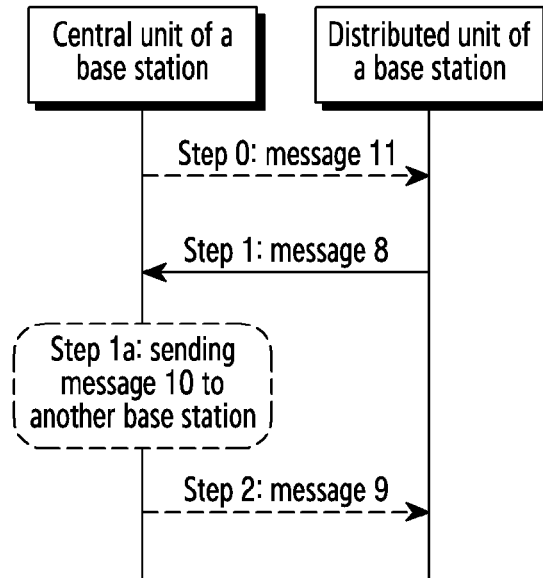 Central unit of a
base station
Distributed unit of
a base station
Step 0: message 11
Step 1: message 8
Step 1a: sending
message 10 to
another base station
Step 2: message 9